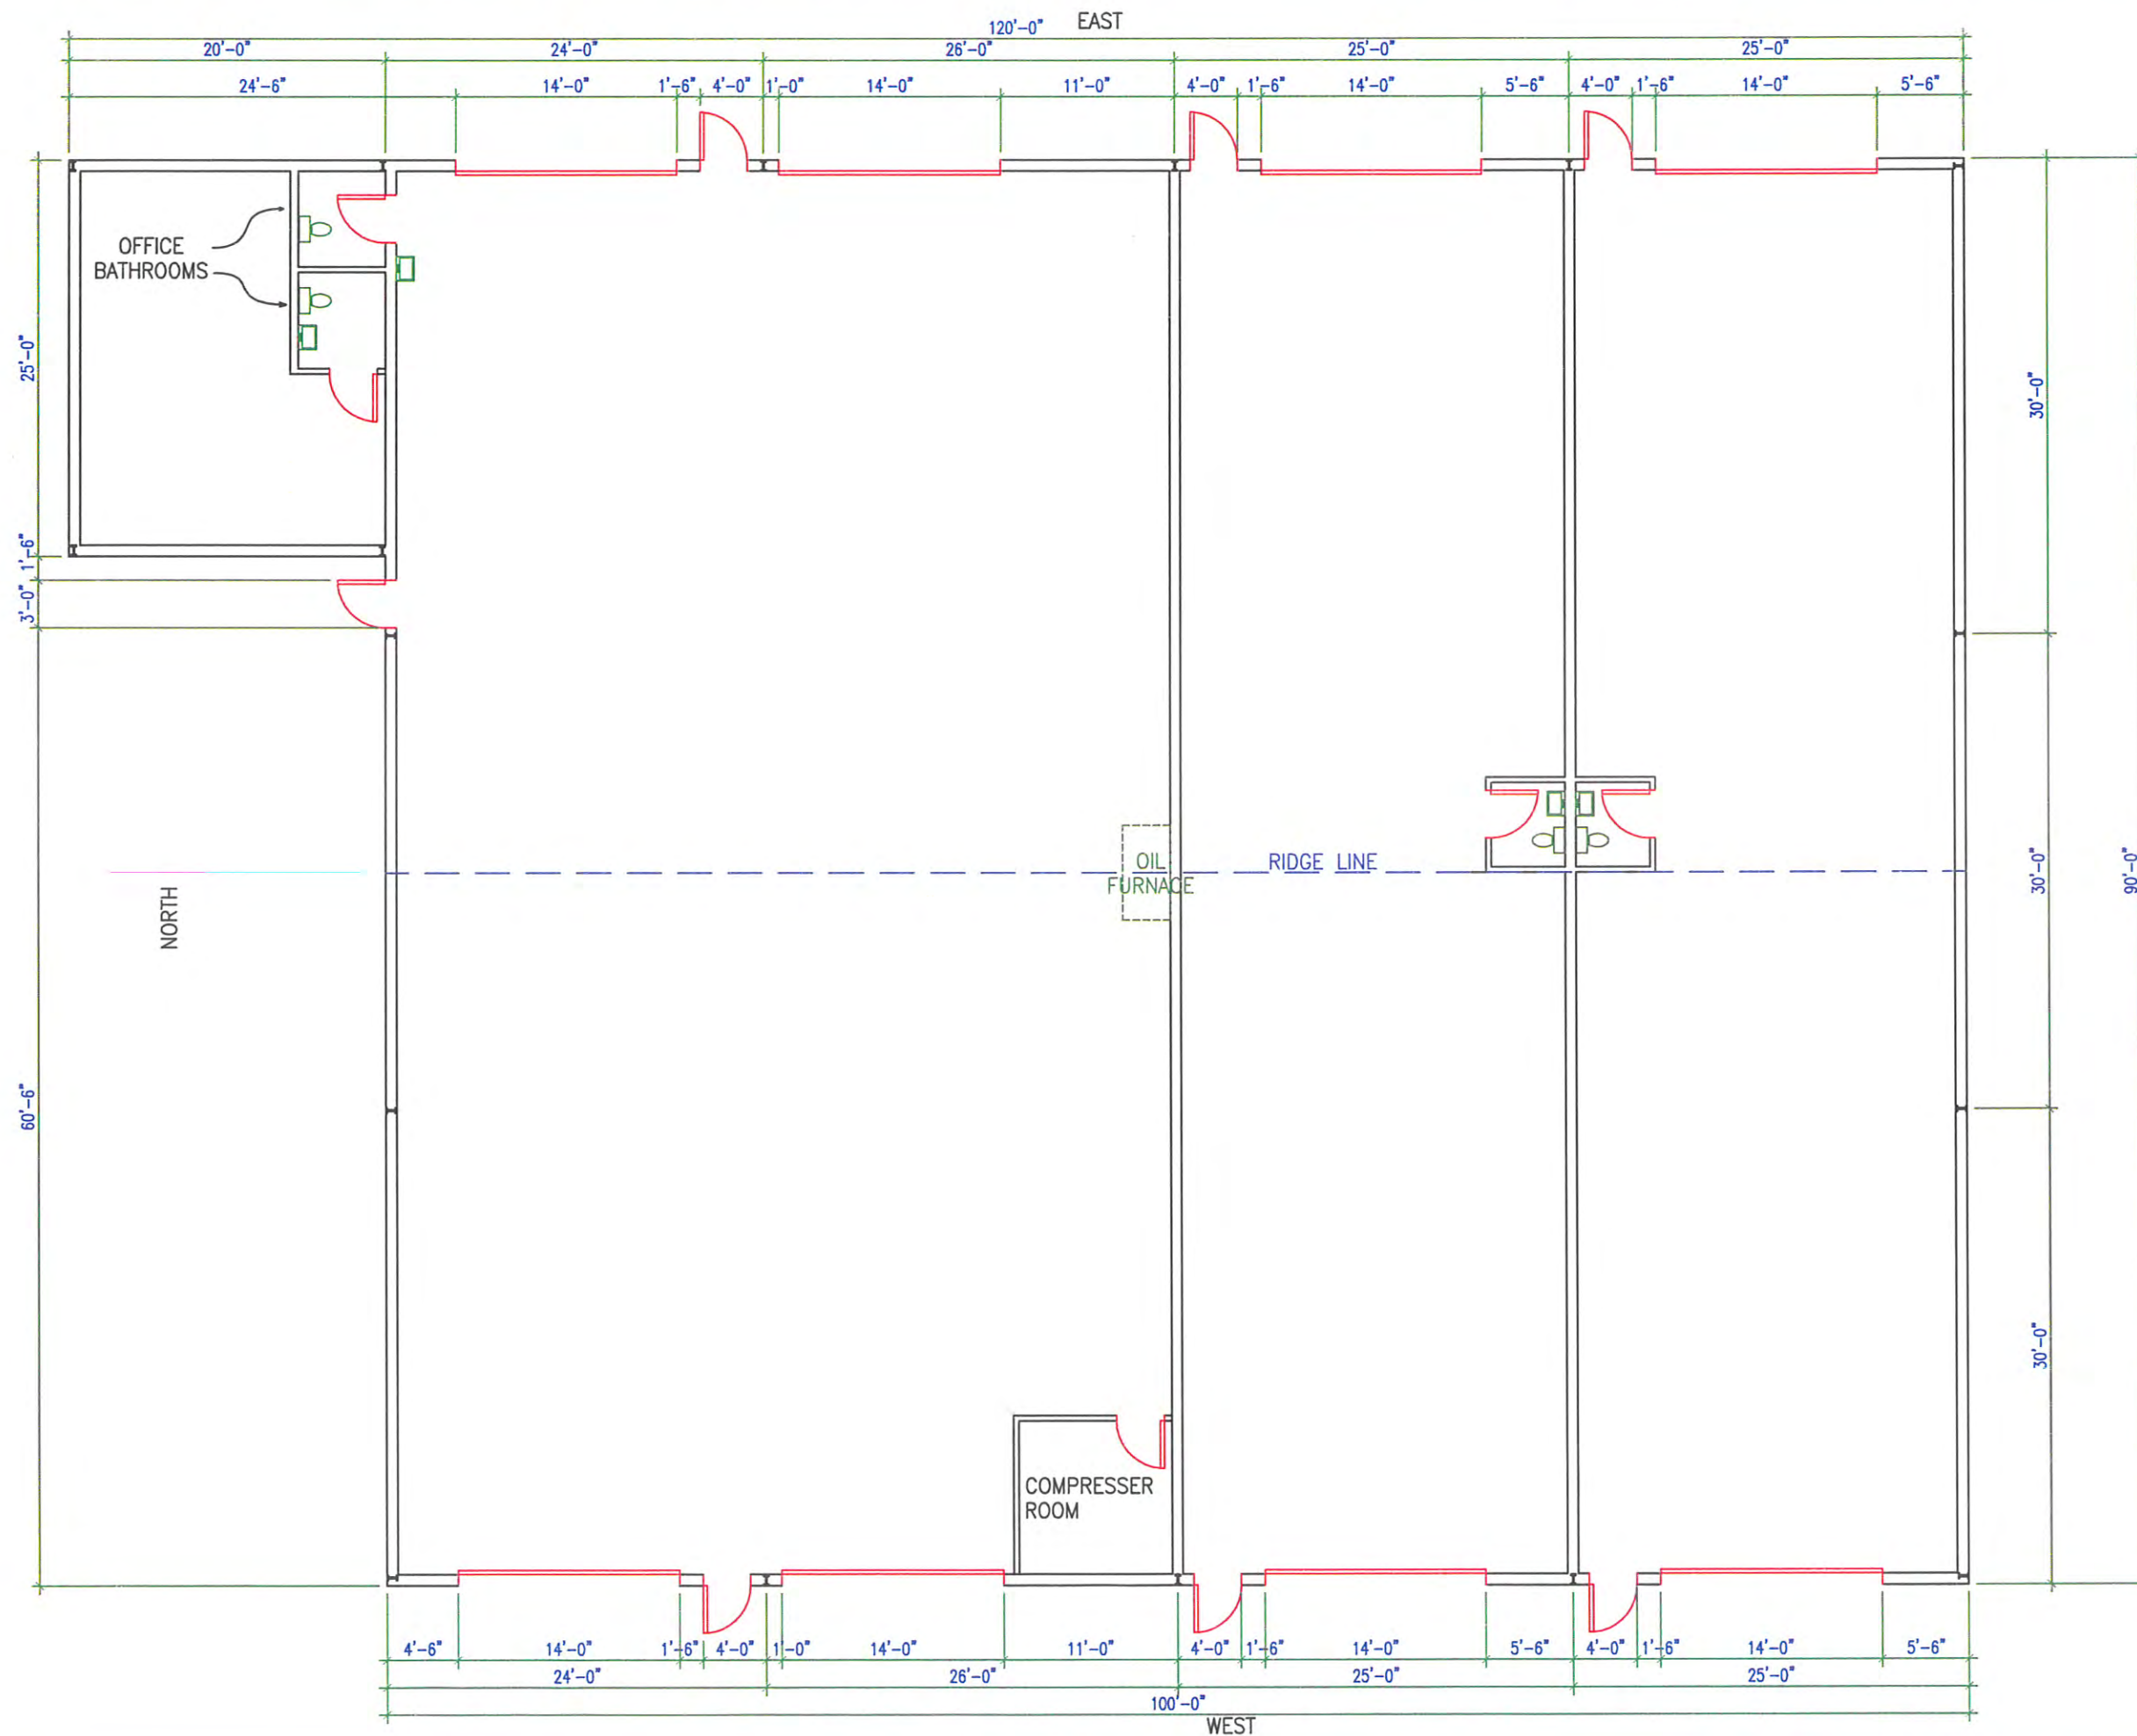 EAST
120'-0"
20'-0" 24'-0" 26'-0" 25'-0" 25'-0"
24'-6" 14'-0" 1'-6" 4'-0" 1'-0" 14'-0" 11'-0" 4'-0" 1'-6" 14'-0" 5'-6" 4'-0" 1'-6" 14'-0" 5'-6"
OFFICE
BATHROOMS
25'-0"
30'-0"
1'-6"
3'-0"
OIL
FURNACE
RIDGE LINE
30'-0"
90'-0"
NORTH
60'-6"
30'-0"
COMPRESSER
ROOM
4'-6" 14'-0" 1'-6" 4'-0" 1'-0" 14'-0" 11'-0" 4'-0" 1'-6" 14'-0" 5'-6" 4'-0" 1'-6" 14'-0" 5'-6"
24'-0" 26'-0" 25'-0" 25'-0"
100'-0"
WEST